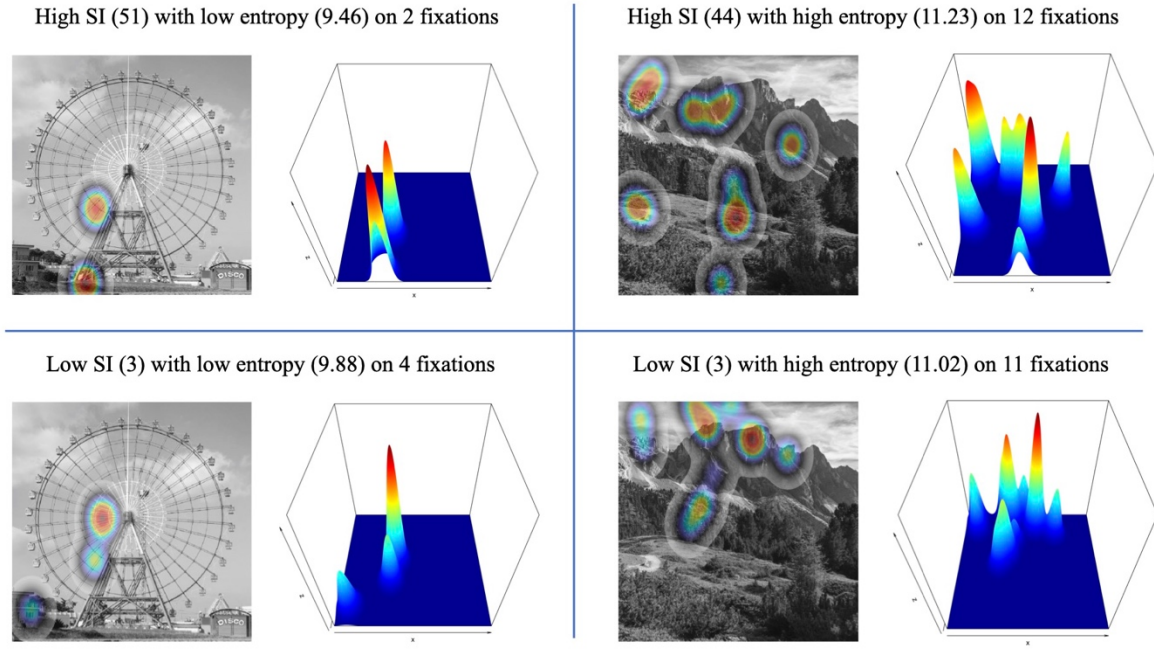 High SI (51) with low entropy (9.46) on 2 fixations
High SI (44) with high entropy (11.23) on 12 fixations
z
x
z
x
Low SI (3) with low entropy (9.88) on 4 fixations
Low SI (3) with high entropy (11.02) on 11 fixations
z
x
z
x